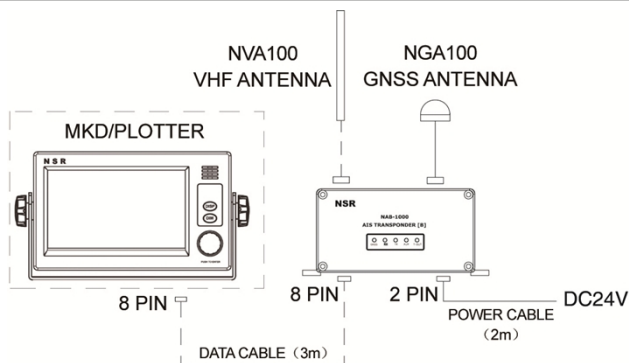 NVA100
VHF ANTENNA
NGA100
GNSS ANTENNA
MKD/PLOTTER
NSR
NSR
NAB-1000
AIS TRANSPONDER [B]
8 PIN
8 PIN
2 PIN
DC24V
POWER CABLE
(2m)
DATA CABLE (3m)